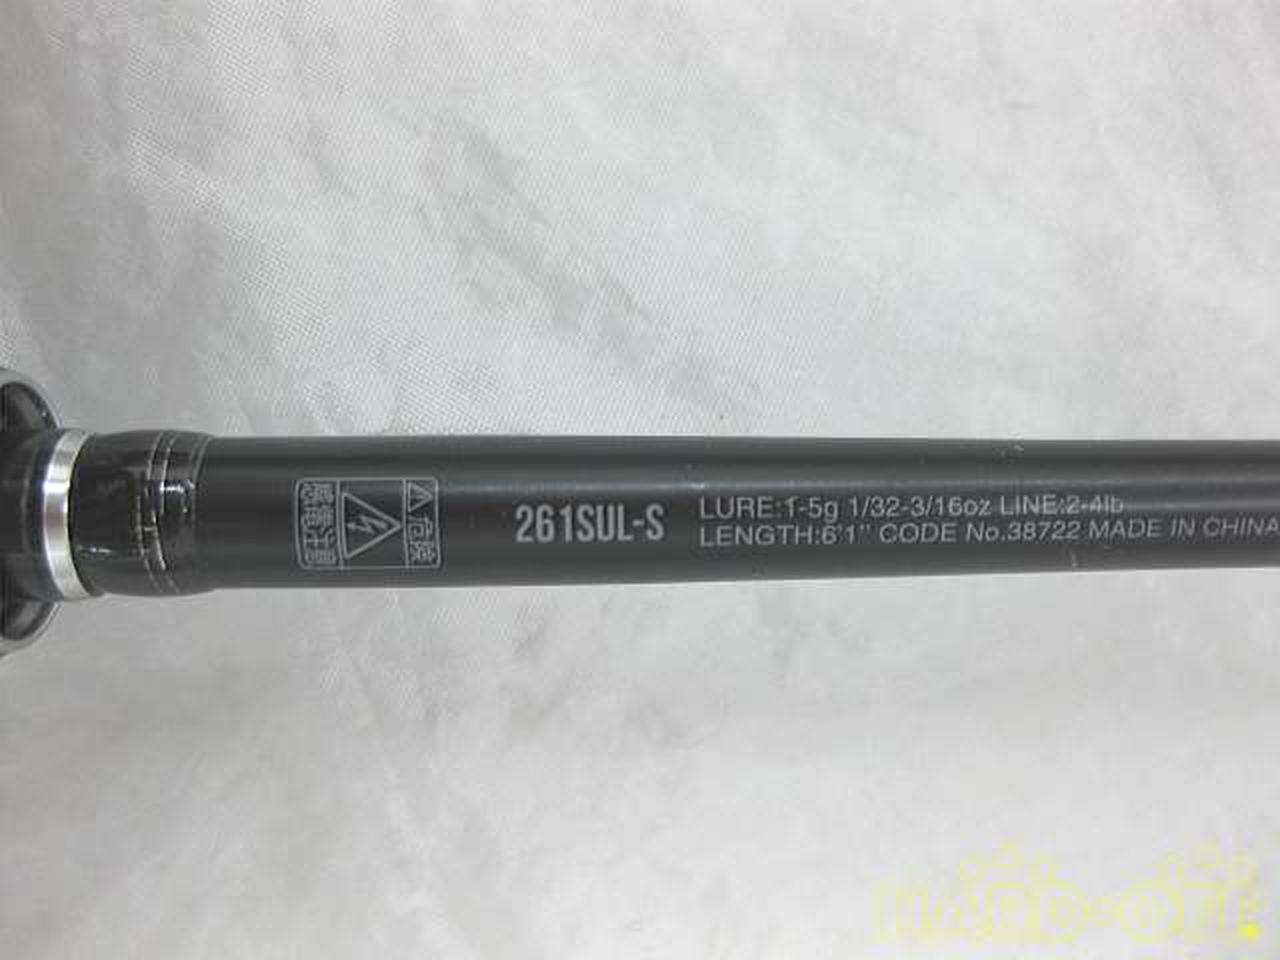 危険
感電注意
261SUL-S
LURE:1-5g 1/32-3/16oz LINE:2-4lb
LENGTH:6'1" CODE No.38722 MADE IN CHINA
HARD·OFF